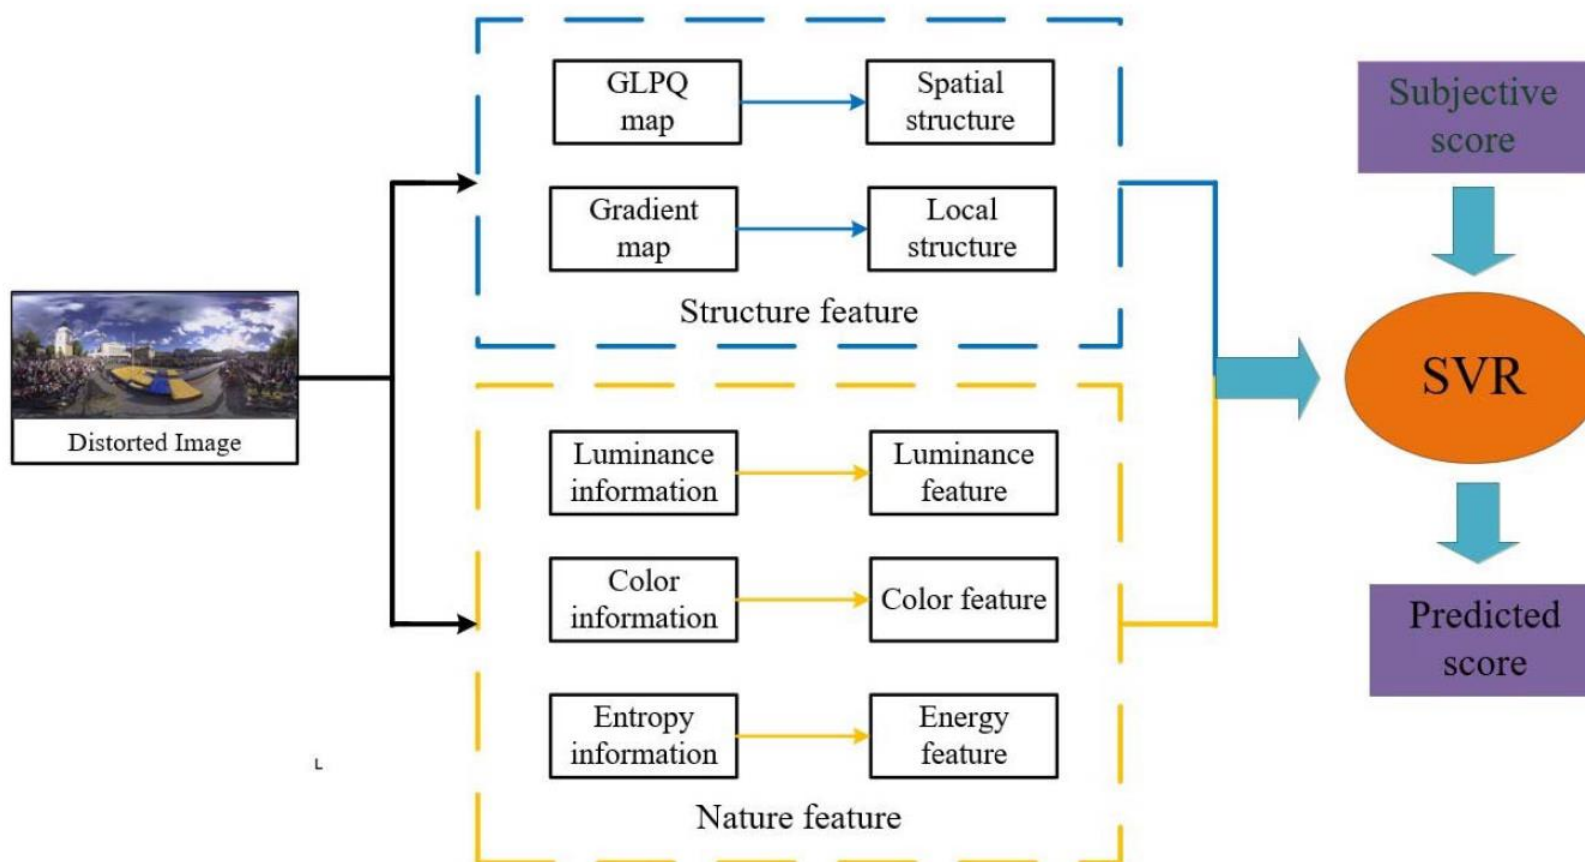 GLPQ
map
Spatial
structure
Gradient
map
Local
structure
Structure feature
Distorted Image
Luminance
information
Luminance
feature
Color
information
Color feature
Entropy
information
Energy
feature
Nature feature
L
Subjective
score
SVR
Predicted
score